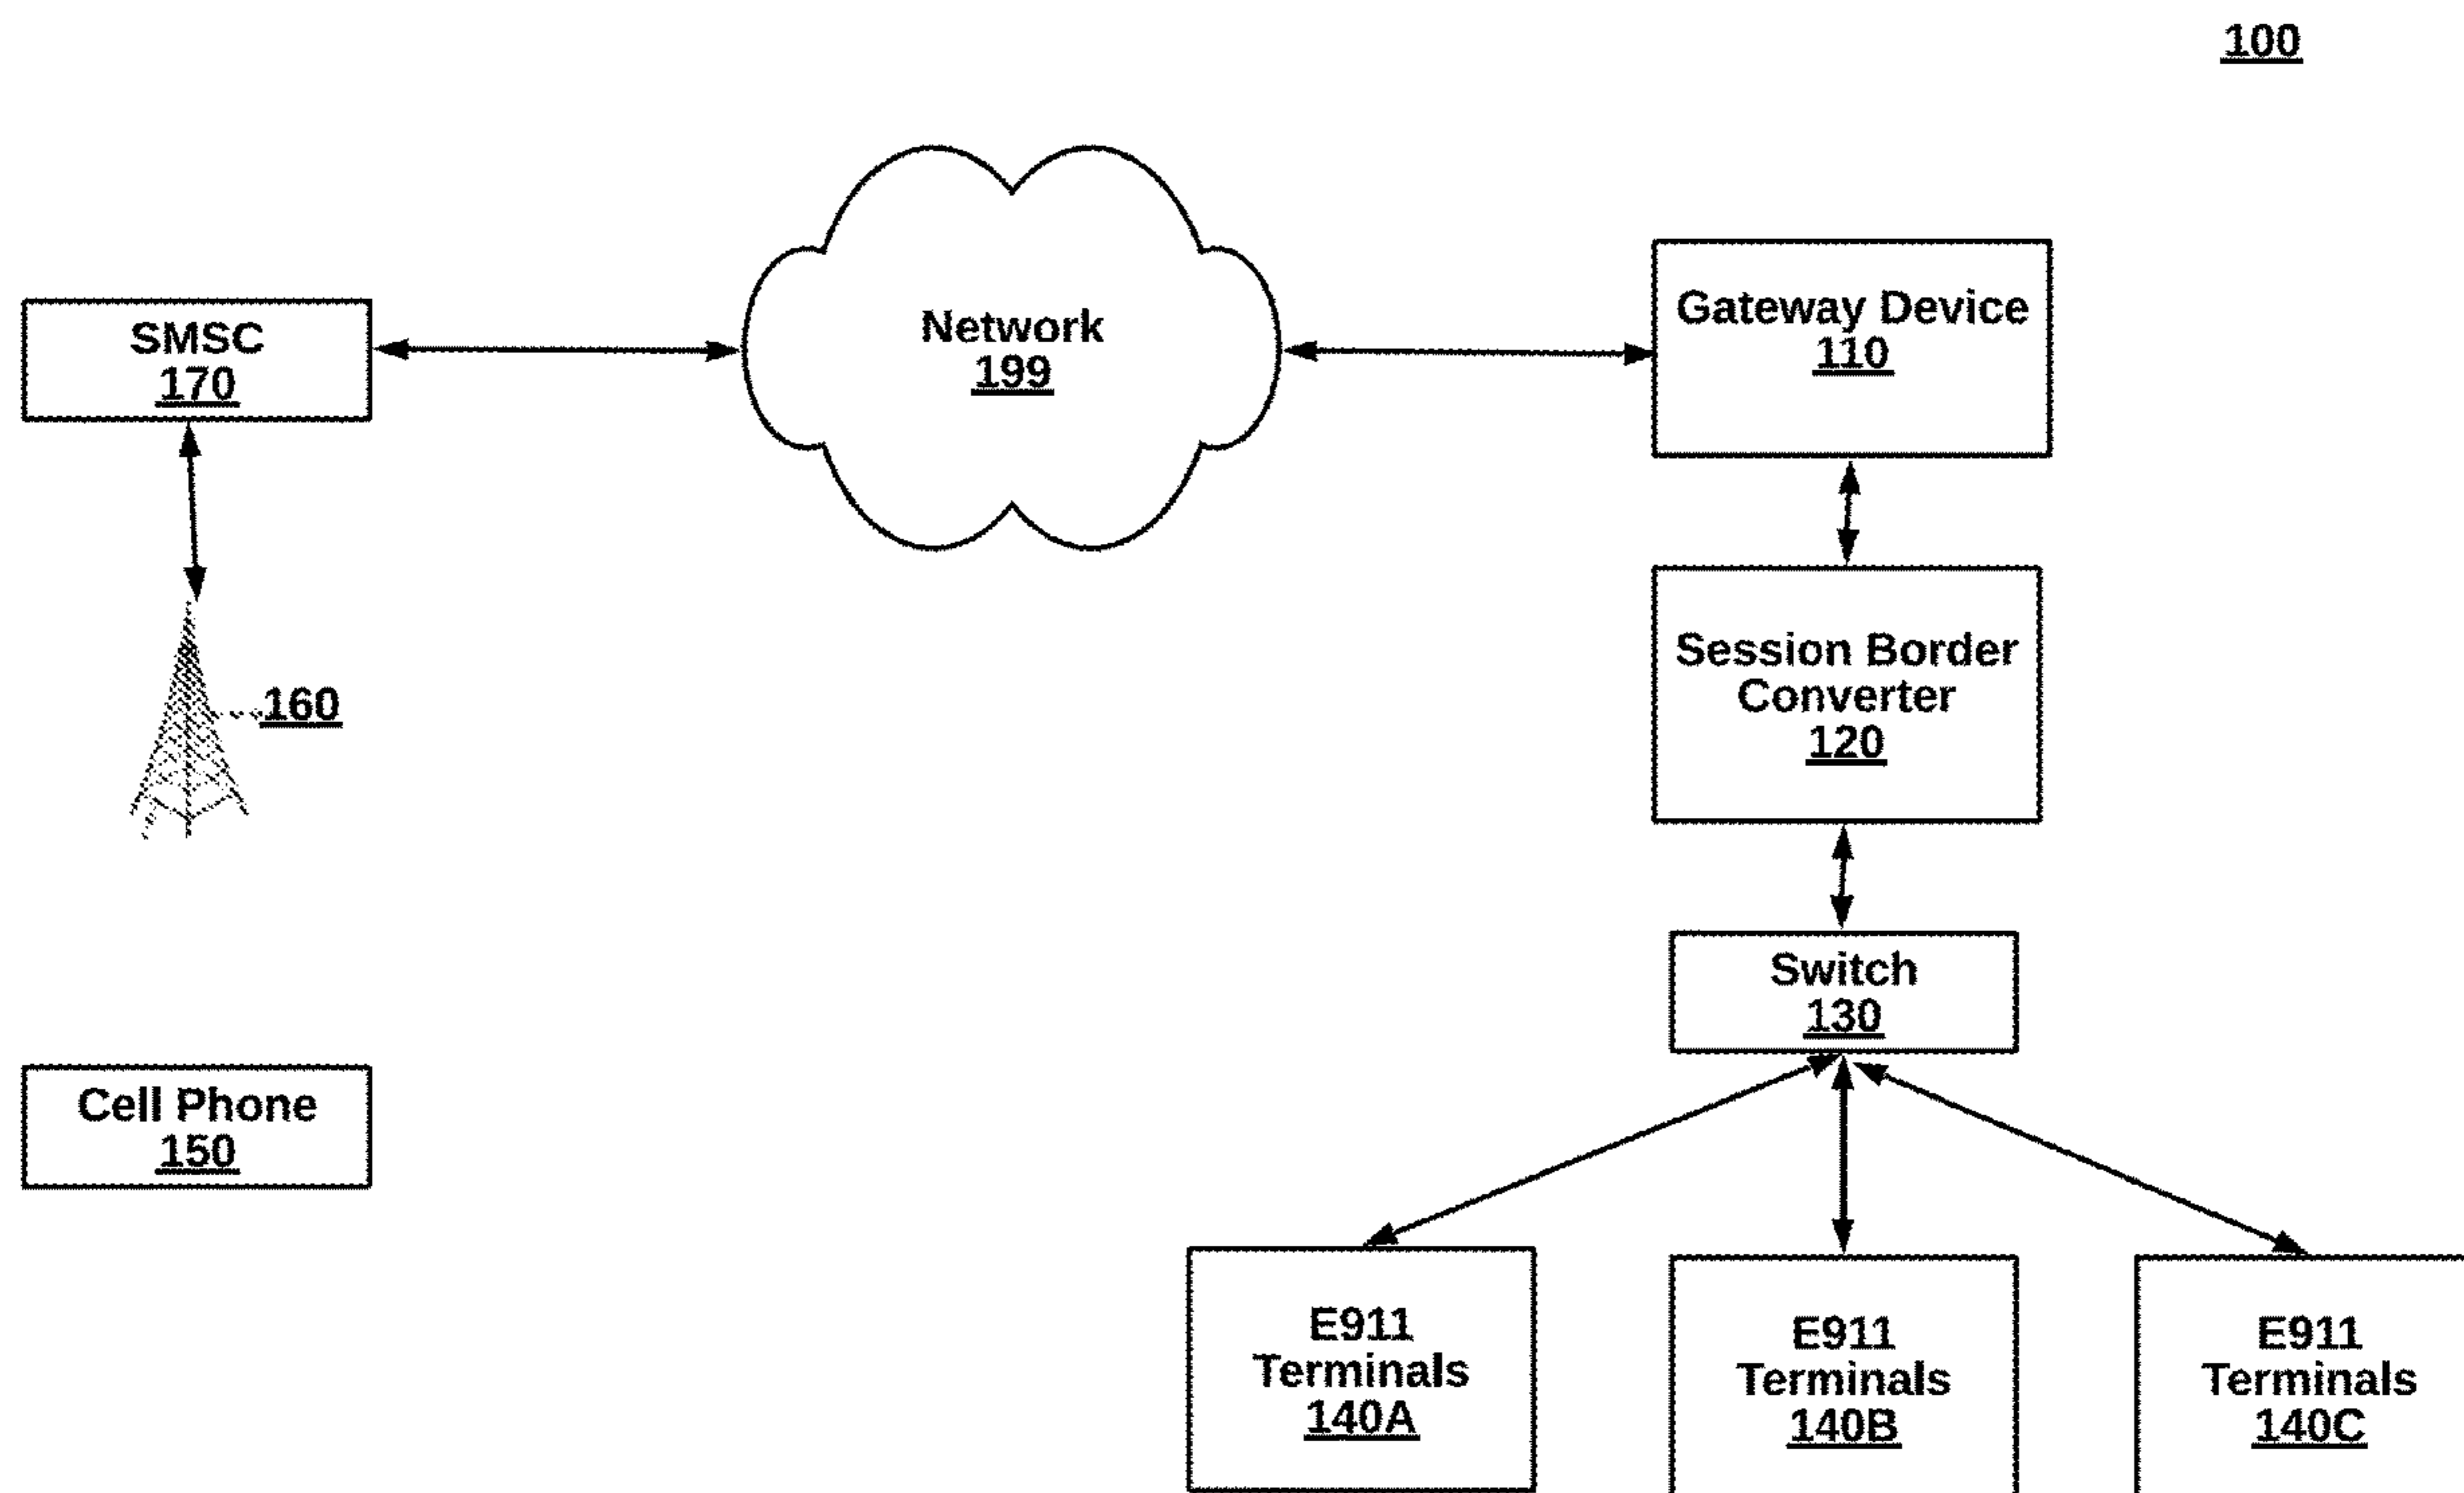 100
SMSC
170
Network
199
Gateway Device
110
160
Session Border
Converter
120
Switch
130
Cell Phone
150
E911
Terminals
140A
E911
Terminals
140B
E911
Terminals
140C